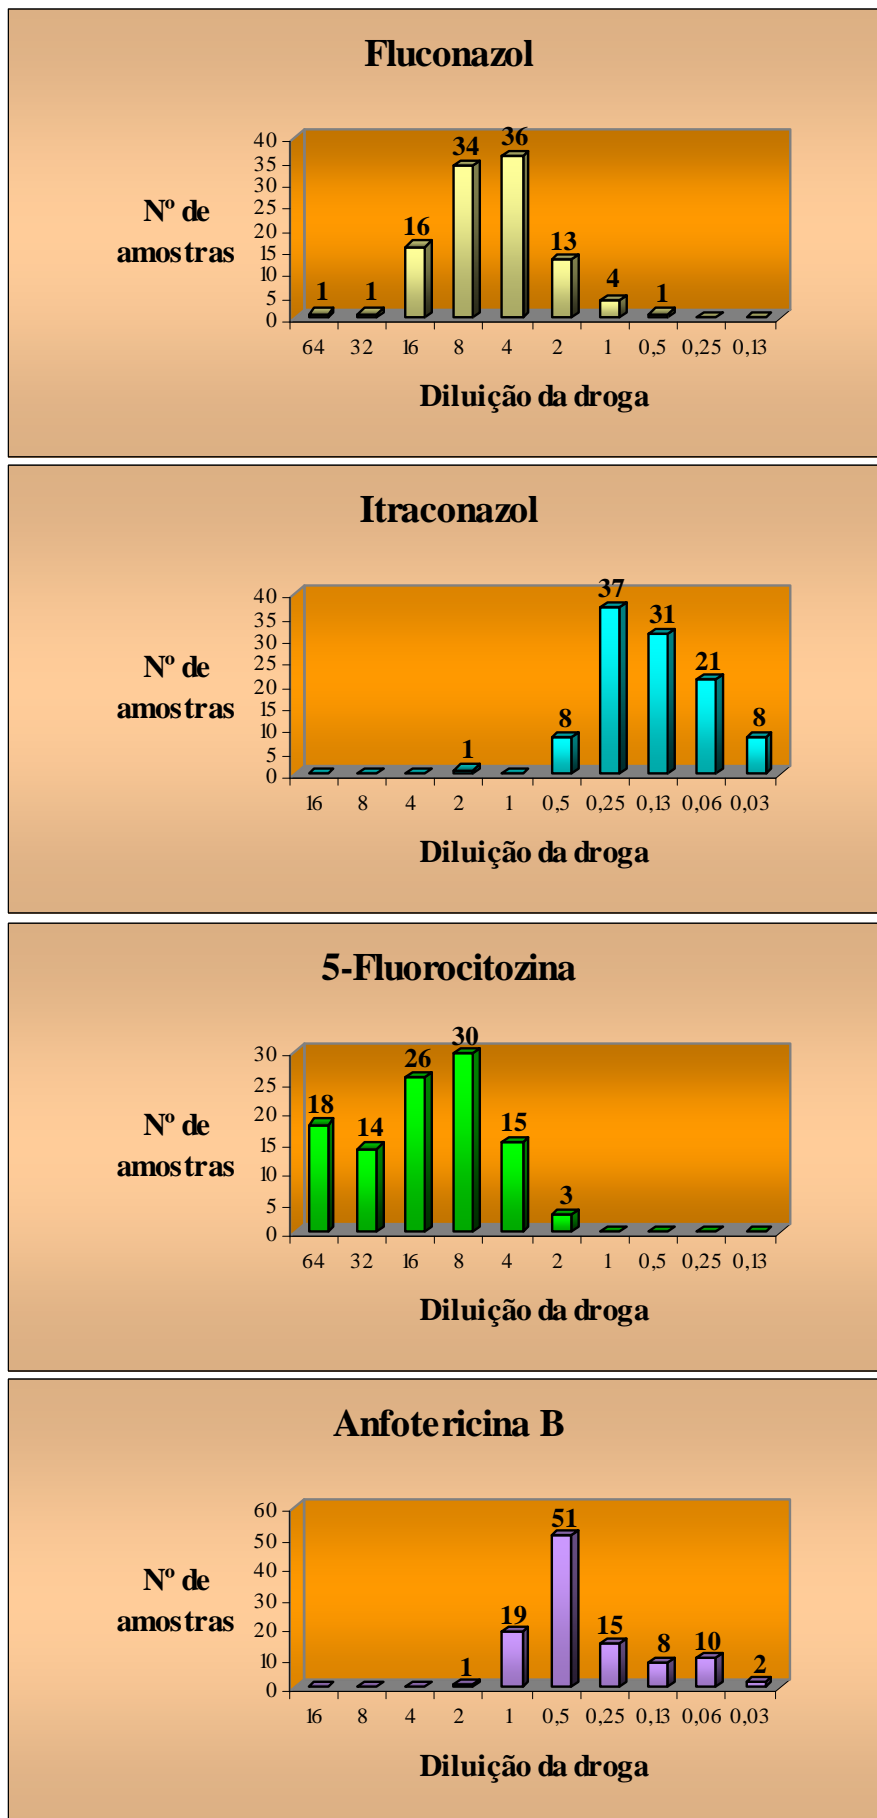 Fluconazol
40
35
30
25
20
15
10
5
0
Nº de
amostras
1 1 16 34 36 13 4 1
64 32 16 8 4 2 1 0,5 0,25 0,13
Diluição da droga
Itraconazol
40
35
30
25
20
15
10
5
0
Nº de
amostras
1 8 37 31 21 8
16 8 4 2 1 0,5 0,25 0,13 0,06 0,03
Diluição da droga
5-Fluorocitozina
30
25
20
15
10
5
0
Nº de
amostras
18 14 26 30 15 3
64 32 16 8 4 2 1 0,5 0,25 0,13
Diluição da droga
Anfotericina B
60
50
40
30
20
10
0
Nº de
amostras
1 19 51 15 8 10 2
16 8 4 2 1 0,5 0,25 0,13 0,06 0,03
Diluição da droga